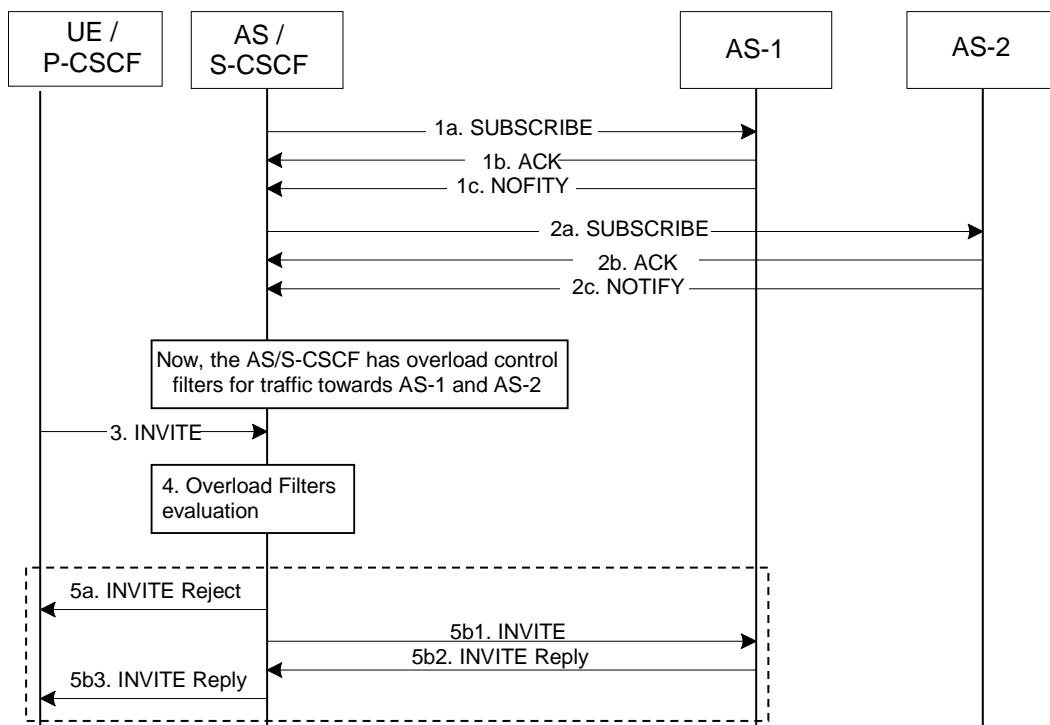 UE /
P-CSCF
AS /
S-CSCF
AS-1
AS-2
1a. SUBSCRIBE
1b. ACK
1c. NOFITY
2a. SUBSCRIBE
2b. ACK
2c. NOTIFY
Now, the AS/S-CSCF has overload control
filters for traffic towards AS-1 and AS-2
3. INVITE
4. Overload Filters
evaluation
5a. INVITE Reject
5b1. INVITE
5b2. INVITE Reply
5b3. INVITE Reply